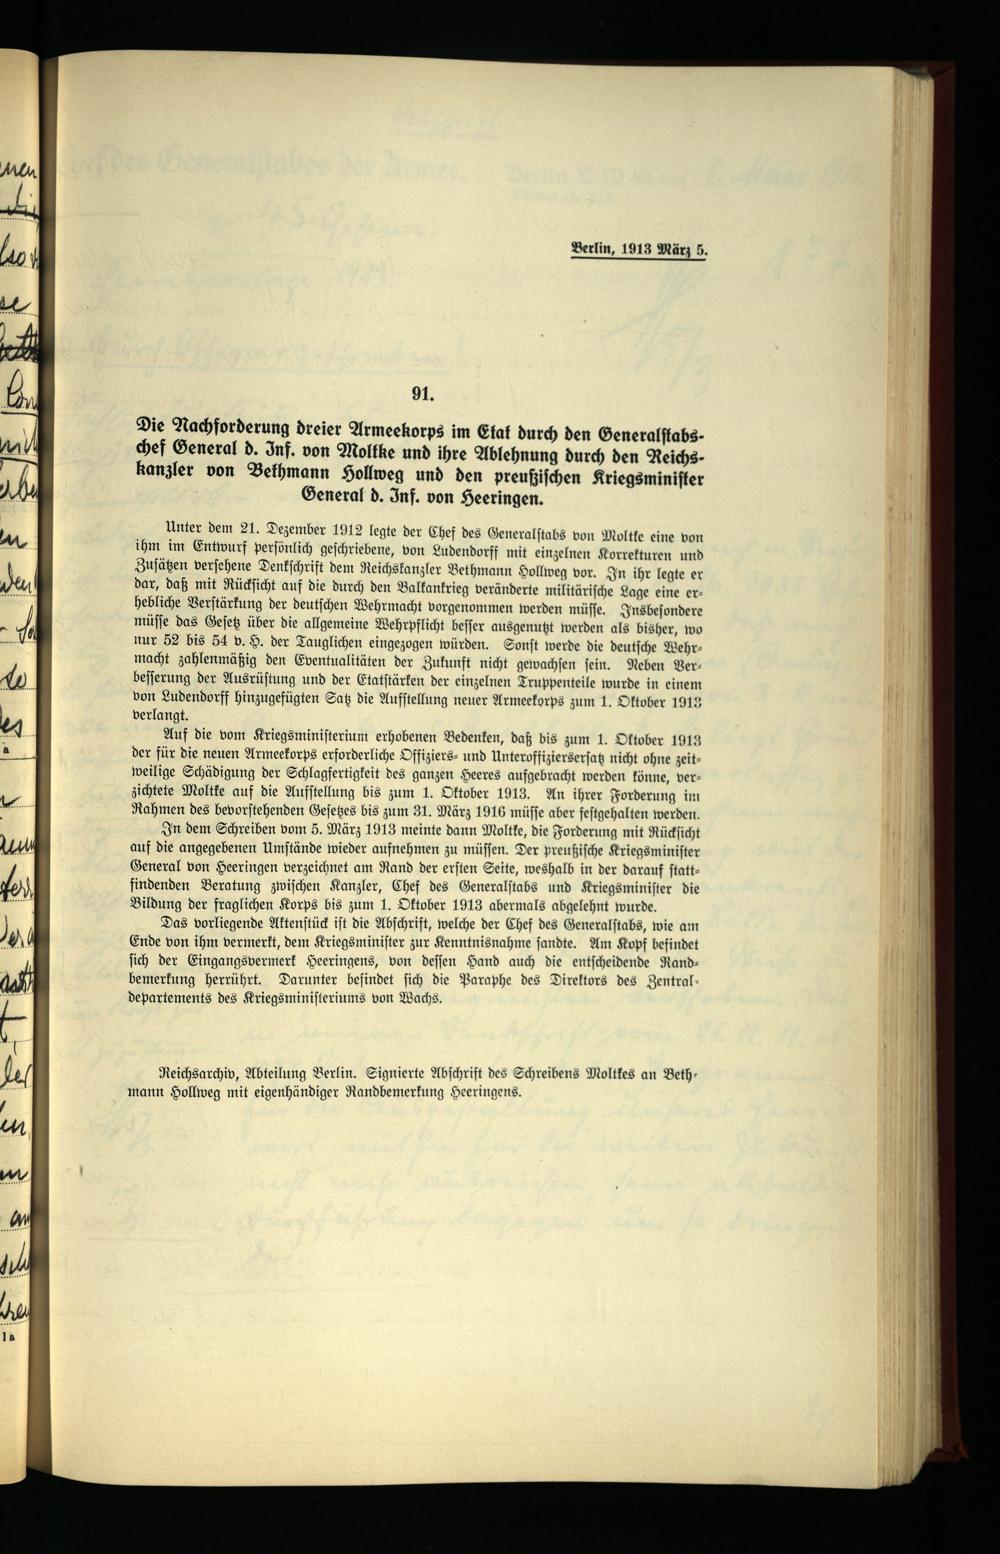 Berlin, 1913 März 5.
91.
Die Nachforderung dreier Armeekorps im Etat durch den Generalstabs-
chef General d. Inf. von Moltke und ihre Ablehnung durch den Reichs-
kanzler von Bethmann Hollweg und den preußischen Kriegsminister
General d. Inf. von Heeringen.
Unter dem 21. Dezember 1912 legte der Chef des Generalstabs von Moltke eine von
ihm im Entwurf persönlich geschriebene, von Ludendorff mit einzelnen Korrekturen und
Zusätzen versehene Denkschrift dem Reichskanzler Bethmann Hollweg vor. In ihr legte er
dar, daß mit Rücksicht auf die durch den Balkankrieg veränderte militärische Lage eine er-
hebliche Verstärkung der deutschen Wehrmacht vorgenommen werden müsse. Insbesondere
müsse das Gesetz über die allgemeine Wehrpflicht besser ausgenutzt werden als bisher, wo
nur 52 bis 54 v. H. der Tauglichen eingezogen würden. Sonst werde die deutsche Wehr-
macht zahlenmäßig den Eventualitäten der Zukunft nicht gewachsen sein. Neben Ver-
besserung der Ausrüstung und der Etatstärken der einzelnen Truppenteile wurde in einem
von Ludendorff hinzugefügten Satz die Aufstellung neuer Armeekorps zum 1. Oktober 1913
verlangt.
Auf die vom Kriegsministerium erhobenen Bedenken, daß bis zum 1. Oktober 1913
der für die neuen Armeekorps erforderliche Offiziers- und Unteroffiziersersatz nicht ohne zeit-
weilige Schädigung der Schlagfertigkeit des ganzen Heeres aufgebracht werden könne, ver-
zichtete Moltke auf die Aufstellung bis zum 1. Oktober 1913. An ihrer Forderung im
Rahmen des bevorstehenden Gesetzes bis zum 31. März 1916 müsse aber festgehalten werden.
In dem Schreiben vom 5. März 1913 meinte dann Moltke, die Forderung mit Rücksicht
auf die angegebenen Umstände wieder aufnehmen zu müssen. Der preußische Kriegsminister
General von Heeringen verzeichnet am Rand der ersten Seite, weshalb in der darauf statt-
findenden Beratung zwischen Kanzler, Chef des Generalstabs und Kriegsminister die
Bildung der fraglichen Korps bis zum 1. Oktober 1913 abermals abgelehnt wurde.
Das vorliegende Aktenstück ist die Abschrift, welche der Chef des Generalstabs, wie am
Ende von ihm vermerkt, dem Kriegsminister zur Kenntnisnahme sandte. Am Kopf befindet
sich der Eingangsvermerk Heeringens, von dessen Hand auch die entscheidende Rand-
bemerkung herrührt. Darunter befindet sich die Paraphe des Direktors des Zentral-
departements des Kriegsministeriums von Wachs.
Reichsarchiv, Abteilung Berlin. Signierte Abschrift des Schreibens Moltkes an Beth-
mann Hollweg mit eigenhändiger Randbemerkung Heeringens.